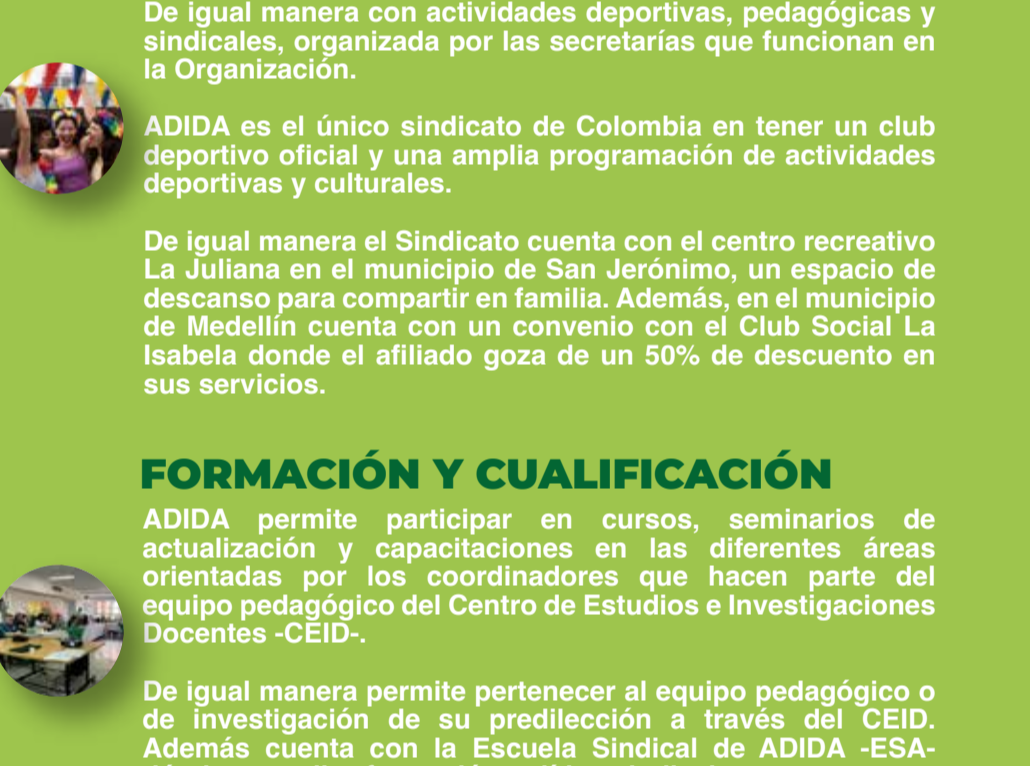 De igual manera con actividades deportivas, pedagógicas y
sindicales, organizada por las secretarías que funcionan en
la Organización.
ADIDA es el único sindicato de Colombia en tener un club
deportivo oficial y una amplia programación de actividades
deportivas y culturales.
De igual manera el Sindicato cuenta con el centro recreativo
La Juliana en el municipio de San Jerónimo, un espacio de
descanso para compartir en familia. Además, en el municipio
de Medellín cuenta con un convenio con el Club Social La
Isabela donde el afiliado goza de un 50% de descuento en
sus servicios.
FORMACIÓN Y CUALIFICACIÓN
ADIDA permite participar en cursos, seminarios de
actualización y capacitaciones en las diferentes áreas
orientadas por los coordinadores que hacen parte del
equipo pedagógico del Centro de Estudios e Investigaciones
Docentes -CEID-.
De igual manera permite pertenecer al equipo pedagógico o
de investigación de su predilección a través del CEID.
Además cuenta con la Escuela Sindical de ADIDA -ESA-